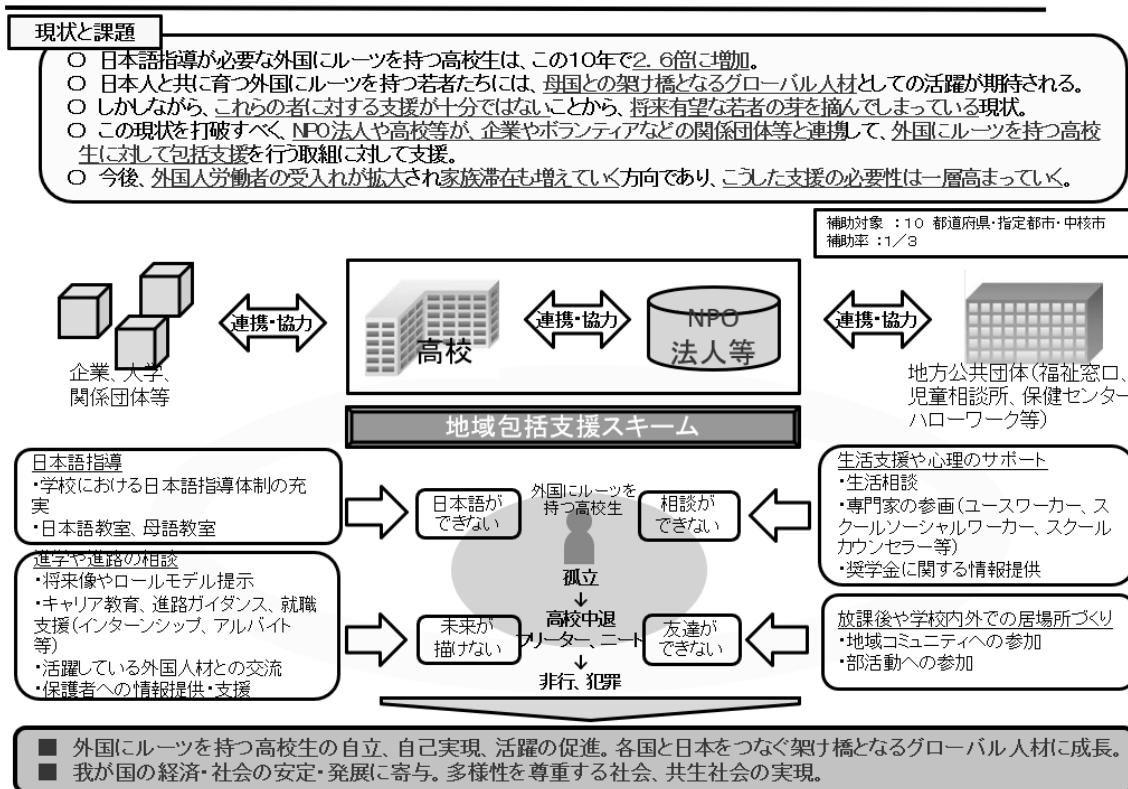 現状と課題
○ 日本語指導が必要な外国にルーツを持つ高校生は、この10年で2.6倍に増加。
○ 日本人と共に育つ外国にルーツを持つ若者たちには、母国との架け橋となるグローバル人材としての活躍が期待される。
○ しかしながら、これらの者に対する支援が十分ではないことから、将来有望な若者の芽を摘んでしまっている現状。
○ この現状を打破すべく、NPO法人や高校等が、企業やボランティアなどの関係団体等と連携して、外国にルーツを持つ高校
生に対して包括支援を行う取組に対して支援。
○ 今後、外国人労働者の受入れが拡大され家族滞在も増えていく方向であり、こうした支援の必要性は一層高まっていく。
補助対象 :10 都道府県・指定都市・中核市
補助率 :1/3
連携・協力
高校
連携・協力
NPO
法人等
連携・協力
企業、大学、
関係団体等
地方公共団体(福祉窓口、
児童相談所、保健センター
ハローワーク等)
地域包括支援スキーム
日本語指導
・学校における日本語指導体制の充
実
・日本語教室、母語教室
進学や進路の相談
・将来像やロールモデル提示
・キャリア教育、進路ガイダンス、就職
支援(インターンシップ、アルバイト
等)
・活躍している外国人材との交流
・保護者への情報提供・支援
日本語が
できない
外国にルーツを
持つ高校生
相談が
できない
孤立
↓
高校中退
フリーター、ニート
↓
非行、犯罪
未来が
描けない
友達が
できない
生活支援や心理のサポート
・生活相談
・専門家の参画(ユースワーカー、ス
クールソーシャルワーカー、スクール
カウンセラー等)
・奨学金に関する情報提供
放課後や学校内外での居場所づくり
・地域コミュニティへの参加
・部活動への参加
■ 外国にルーツを持つ高校生の自立、自己実現、活躍の促進。各国と日本をつなぐ架け橋となるグローバル人材に成長。
■ 我が国の経済・社会の安定・発展に寄与。多様性を尊重する社会、共生社会の実現。